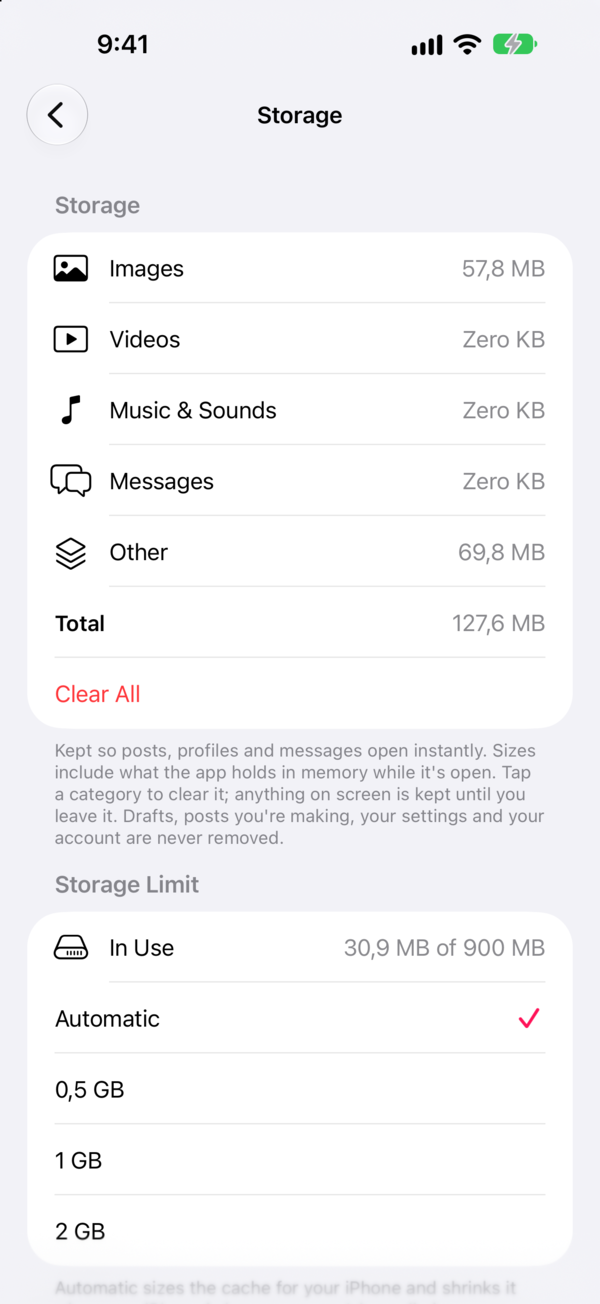 9:41
Storage
Storage
Images 57,8 MB
Videos Zero KB
Music & Sounds Zero KB
Messages Zero KB
Other 69,8 MB
Total 127,6 MB
Clear All
Kept so posts, profiles and messages open instantly. Sizes
include what the app holds in memory while it's open. Tap
a category to clear it; anything on screen is kept until you
leave it. Drafts, posts you're making, your settings and your
account are never removed.
Storage Limit
In Use 30,9 MB of 900 MB
Automatic
0,5 GB
1 GB
2 GB
Automatic sizes the cache for your iPhone and shrinks it